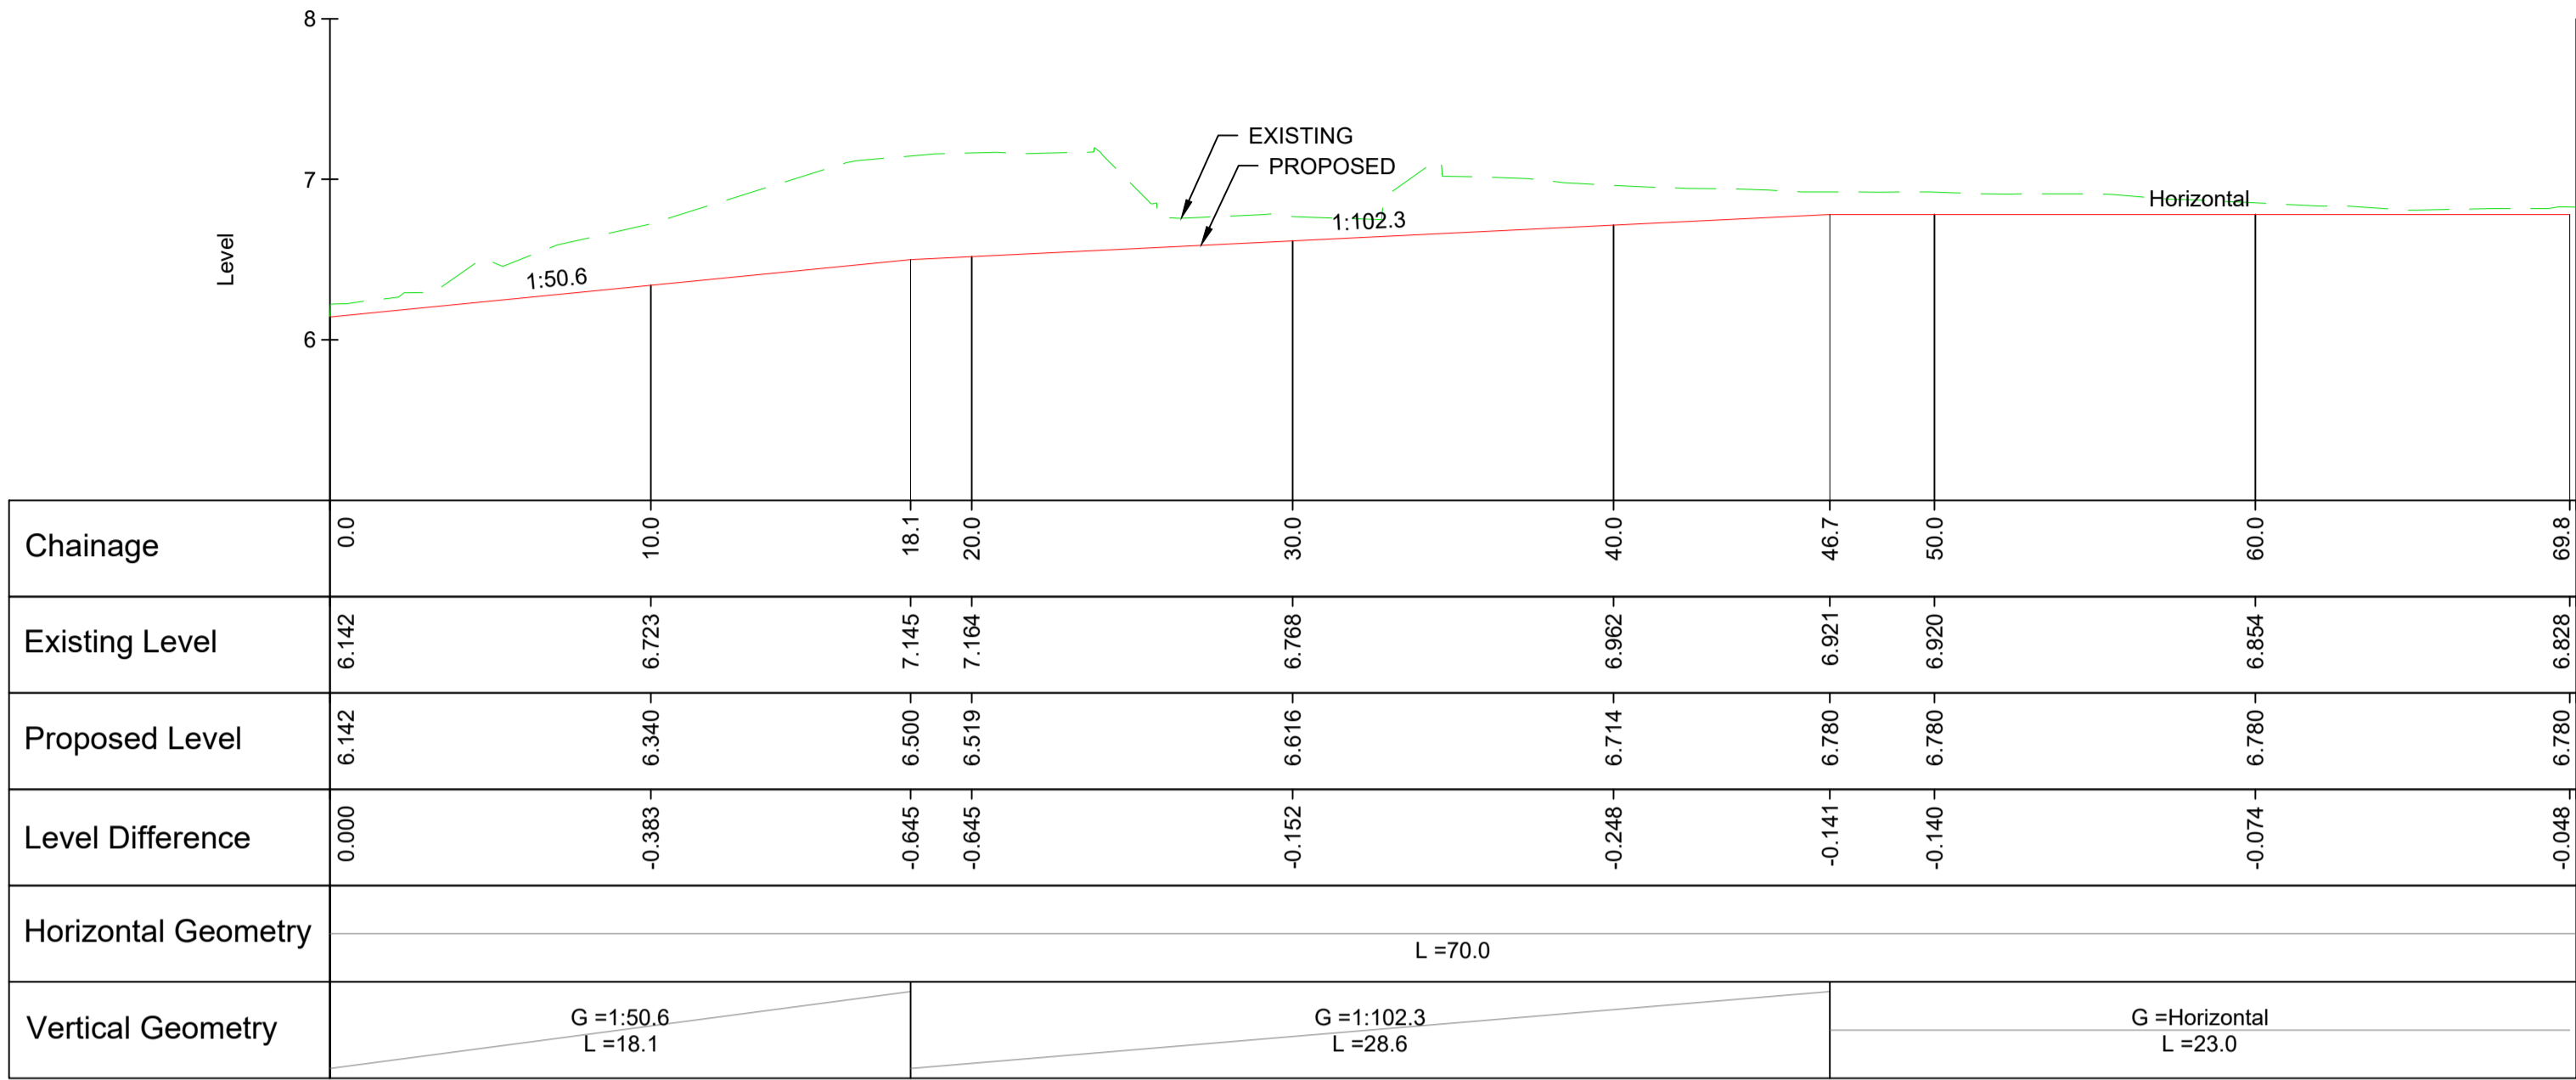 8
7
6
Level
EXISTING
PROPOSED
1:50.6
1:102.3
Horizontal
Chainage 0.0 10.0 18.1 20.0 30.0 40.0 46.7 50.0 60.0 69.8
Existing Level 6.142 6.723 7.145 7.164 6.768 6.962 6.921 6.920 6.854 6.828
Proposed Level 6.142 6.340 6.500 6.519 6.616 6.714 6.780 6.780 6.780 6.780
Level Difference 0.000 -0.383 -0.645 -0.645 -0.152 -0.248 -0.141 -0.140 -0.074 -0.048
Horizontal Geometry
L =70.0
Vertical Geometry
G =1:50.6
L =18.1
G =1:102.3
L =28.6
G =Horizontal
L =23.0